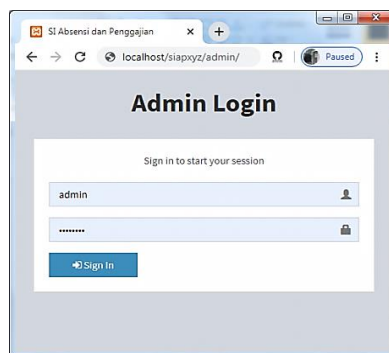 SI Absensi dan Penggajian
localhost/siapxyz/admin/
Paused
Admin Login
Sign in to start your session
admin
••••••••
Sign In